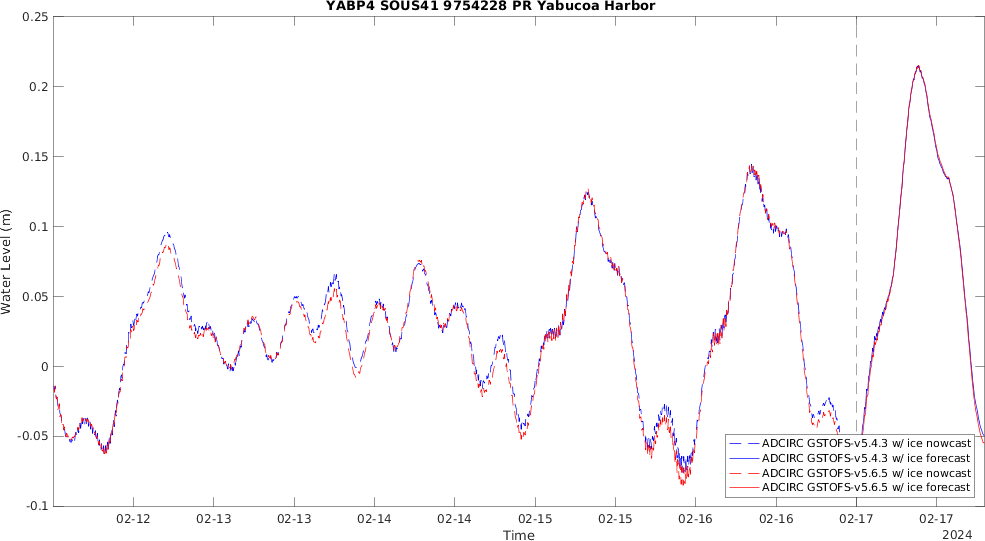 YABP4 SOUS41 9754228 PR Yabucoa Harbor
0.25
0.2
0.15
0.1
0.05
0
-0.05
-0.1
Water Level (m)
02-12
02-13
02-13
02-14
02-14
02-15
02-15
02-16
02-16
02-17
02-17
Time
2024
ADCIRC GSTOFS-v5.4.3 w/ ice nowcast
ADCIRC GSTOFS-v5.4.3 w/ ice forecast
ADCIRC GSTOFS-v5.6.5 w/ ice nowcast
ADCIRC GSTOFS-v5.6.5 w/ ice forecast